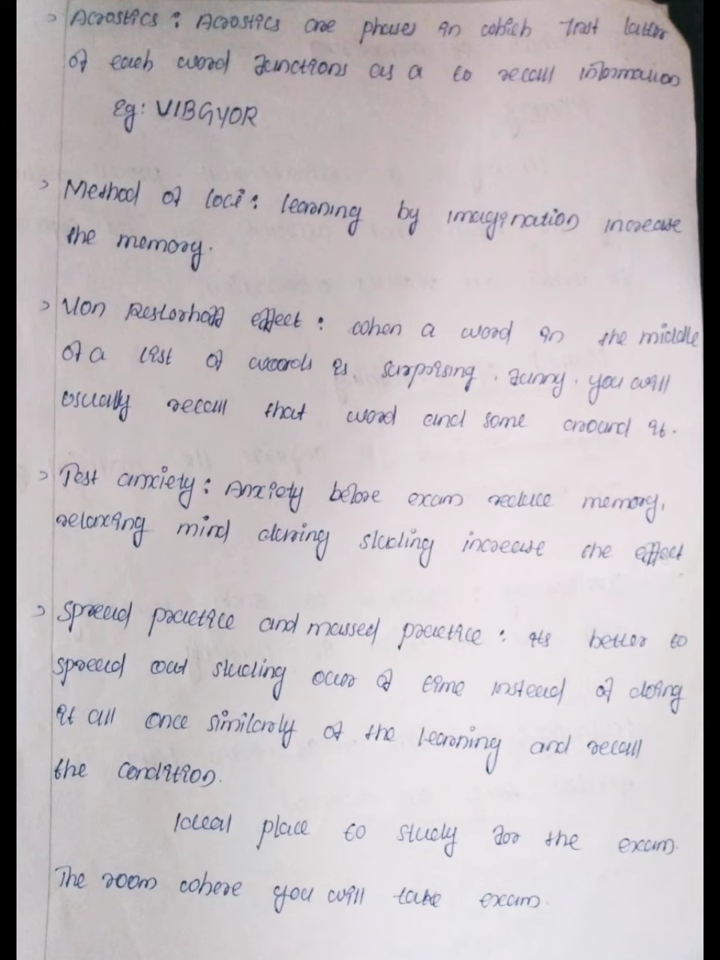 > Acrostics : Acrostics are phases in which first latter
of each word functions as a to recall information
Eg: VIBGYOR
> Method of loci : learning by imagination increase
the memory.
> Von Restorhoff effect : when a word in the middle
of a list of words is surprising. funny. you will
usually recall that word and some around it.
> Test anxiety : Anxiety before exam reduce memory,
relaxing mind during studing increase the effect
> Spread practice and massed practice : its better to
spread out studing occur of time instead of doing
it all once similarly of the learning and recall
the condition.
Ideal place to study for the exam.
The room where you will take exam.